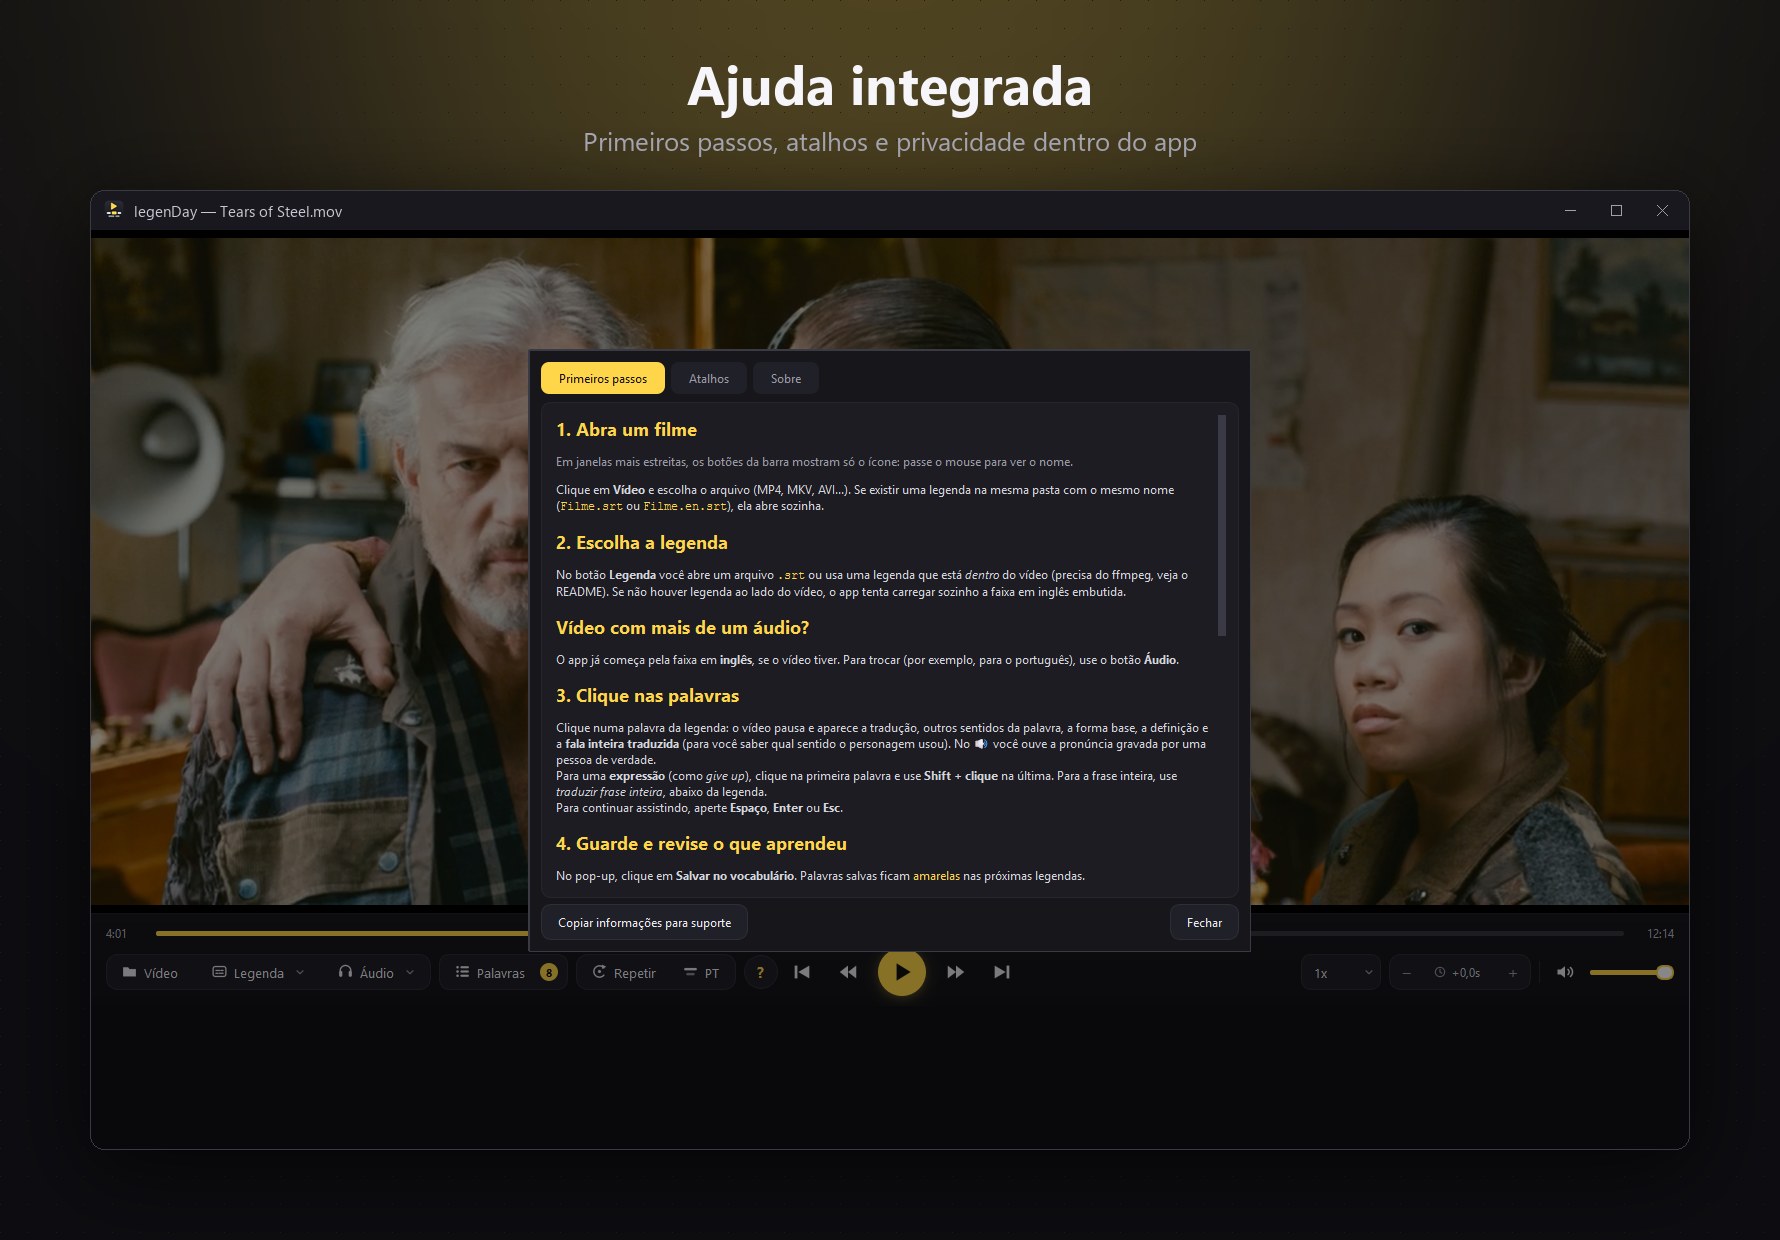 Ajuda integrada
Primeiros passos, atalhos e privacidade dentro do app
legenDay — Tears of Steel.mov
Primeiros passos
Atalhos
Sobre
1. Abra um filme
Em janelas mais estreitas, os botões da barra mostram só o ícone: passe o mouse para ver o nome.
Clique em Vídeo e escolha o arquivo (MP4, MKV, AVI...). Se existir uma legenda na mesma pasta com o mesmo nome
(Filme.srt ou Filme.en.srt), ela abre sozinha.
2. Escolha a legenda
No botão Legenda você abre um arquivo .srt ou usa uma legenda que está dentro do vídeo (precisa do ffmpeg, veja o
README). Se não houver legenda ao lado do vídeo, o app tenta carregar sozinho a faixa em inglês embutida.
Vídeo com mais de um áudio?
O app já começa pela faixa em inglês, se o vídeo tiver. Para trocar (por exemplo, para o português), use o botão Áudio.
3. Clique nas palavras
Clique numa palavra da legenda: o vídeo pausa e aparece a tradução, outros sentidos da palavra, a forma base, a definição e
a fala inteira traduzida (para você saber qual sentido o personagem usou). No 🔊 você ouve a pronúncia gravada por uma
pessoa de verdade.
Para uma expressão (como give up), clique na primeira palavra e use Shift + clique na última. Para a frase inteira, use
traduzir frase inteira, abaixo da legenda.
Para continuar assistindo, aperte Espaço, Enter ou Esc.
4. Guarde e revise o que aprendeu
No pop-up, clique em Salvar no vocabulário. Palavras salvas ficam amarelas nas próximas legendas.
Copiar informações para suporte
Fechar
4:01
12:14
Vídeo
Legenda
Áudio
Palavras 8
Repetir
PT
?
1x
− +0,0s +